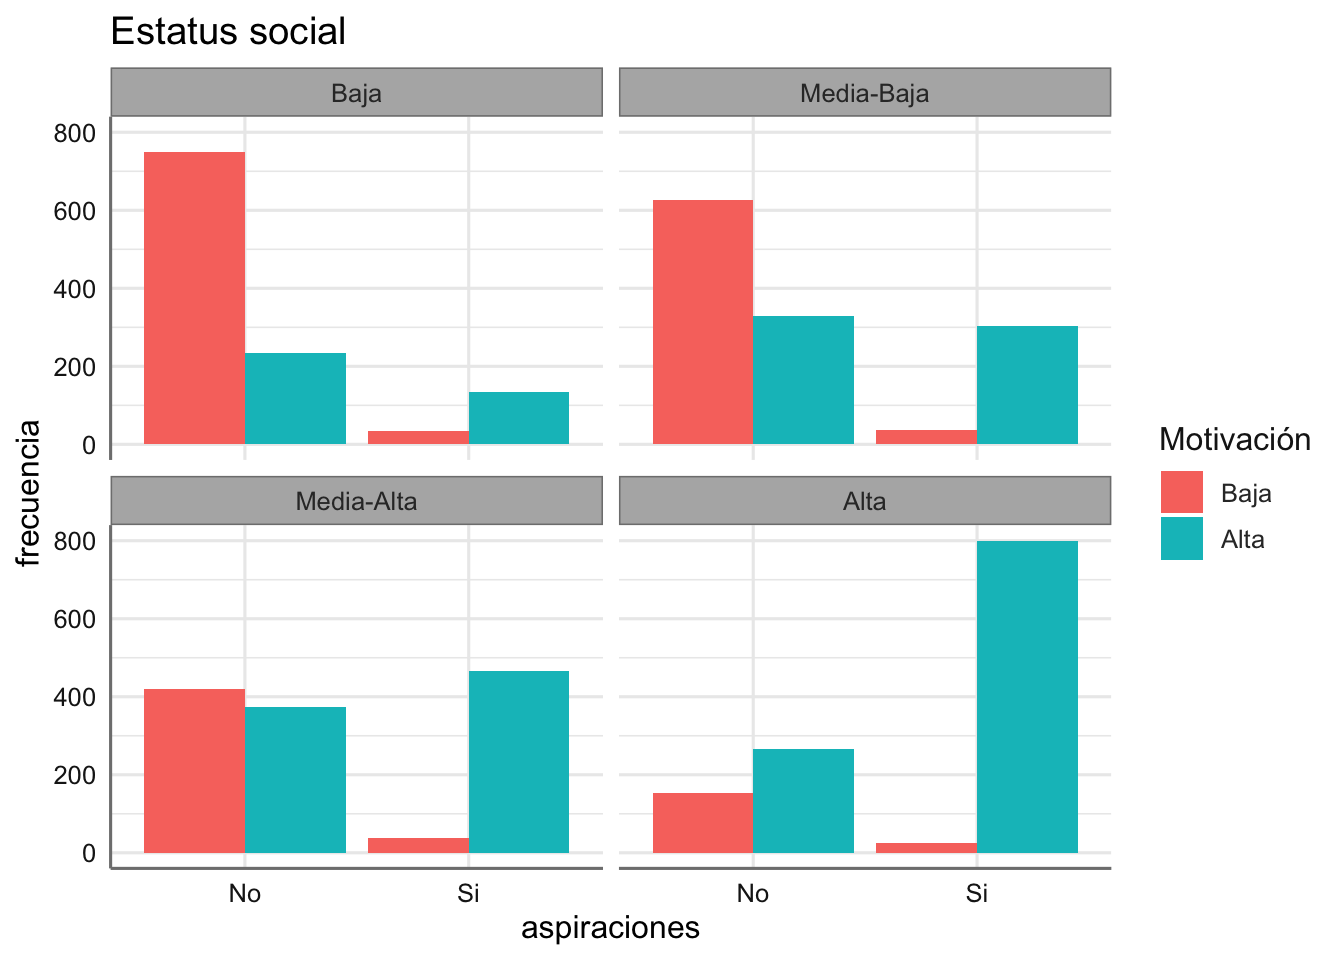 Estatus social
Baja
Media-Baja
800
600
400
200
0
Media-Alta
Alta
800
600
400
200
0
No
Si
No
Si
aspiraciones
frecuencia
Motivación
Baja
Alta